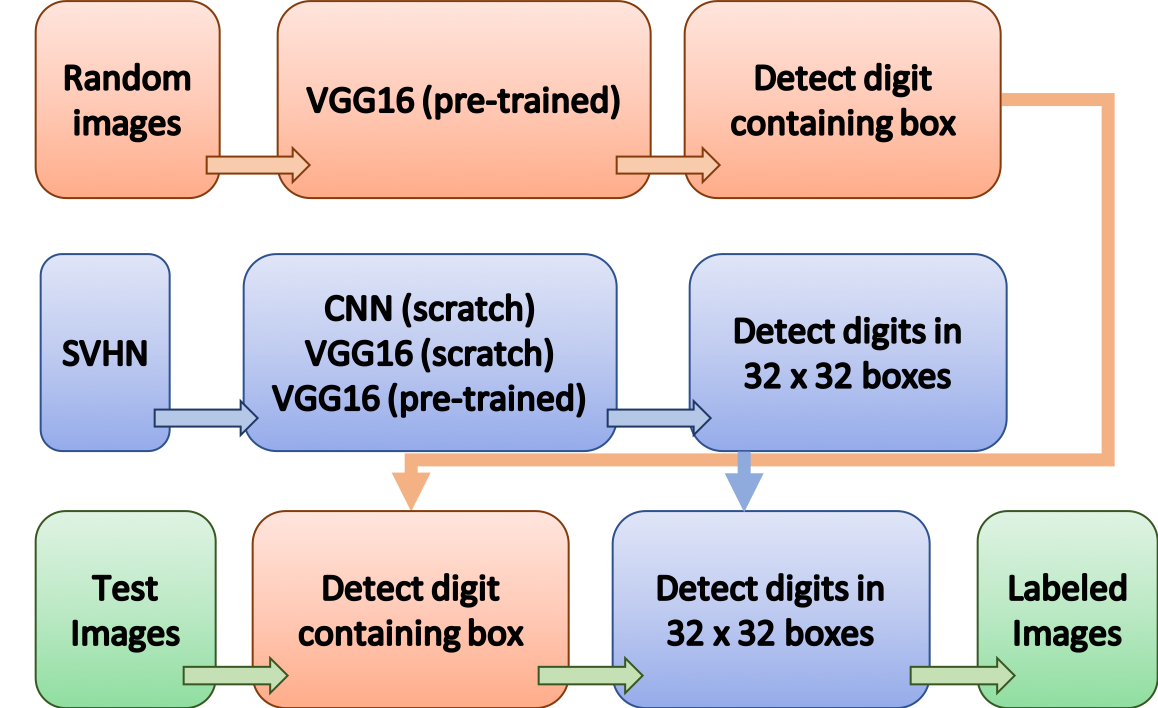 Random
images
VGG16 (pre-trained)
Detect digit
containing box
SVHN
CNN (scratch)
VGG16 (scratch)
VGG16 (pre-trained)
Detect digits in
32 x 32 boxes
Test
Images
Detect digit
containing box
Detect digits in
32 x 32 boxes
Labeled
Images